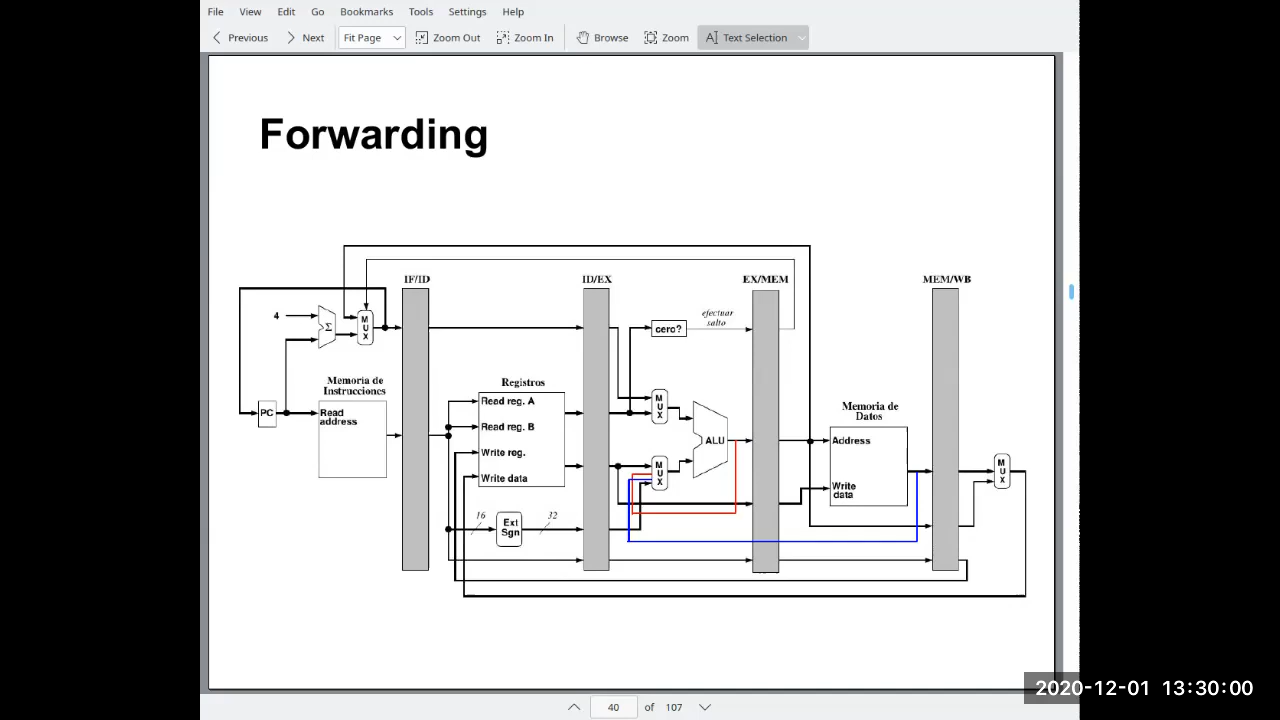 File View Edit Go Bookmarks Tools Settings Help
Previous Next Fit Page Zoom Out Zoom In Browse Zoom Text Selection
Forwarding
IF/ID ID/EX EX/MEM MEM/WB
4
Σ
MUX
efectuar
salto
cero?
Memoria de
Instrucciones
Registros
PC
Read
address
Read reg. A
Read reg. B
Write reg.
Write data
MUX
MUX
ALU
Memoria de
Datos
Address
Write
data
MUX
16
Ext
Sgn
32
2020-12-01 13:30:00
40 of 107